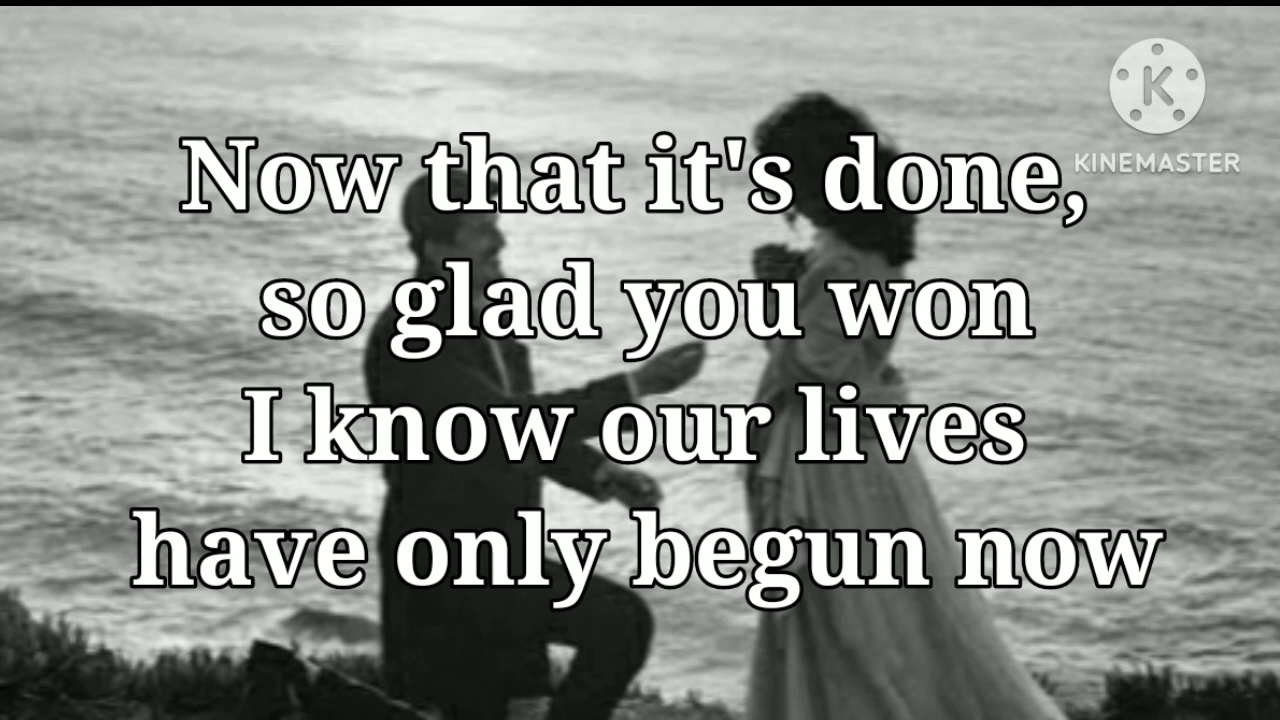 Now that it's done,
so glad you won
I know our lives
have only begun now
K
KINEMASTER